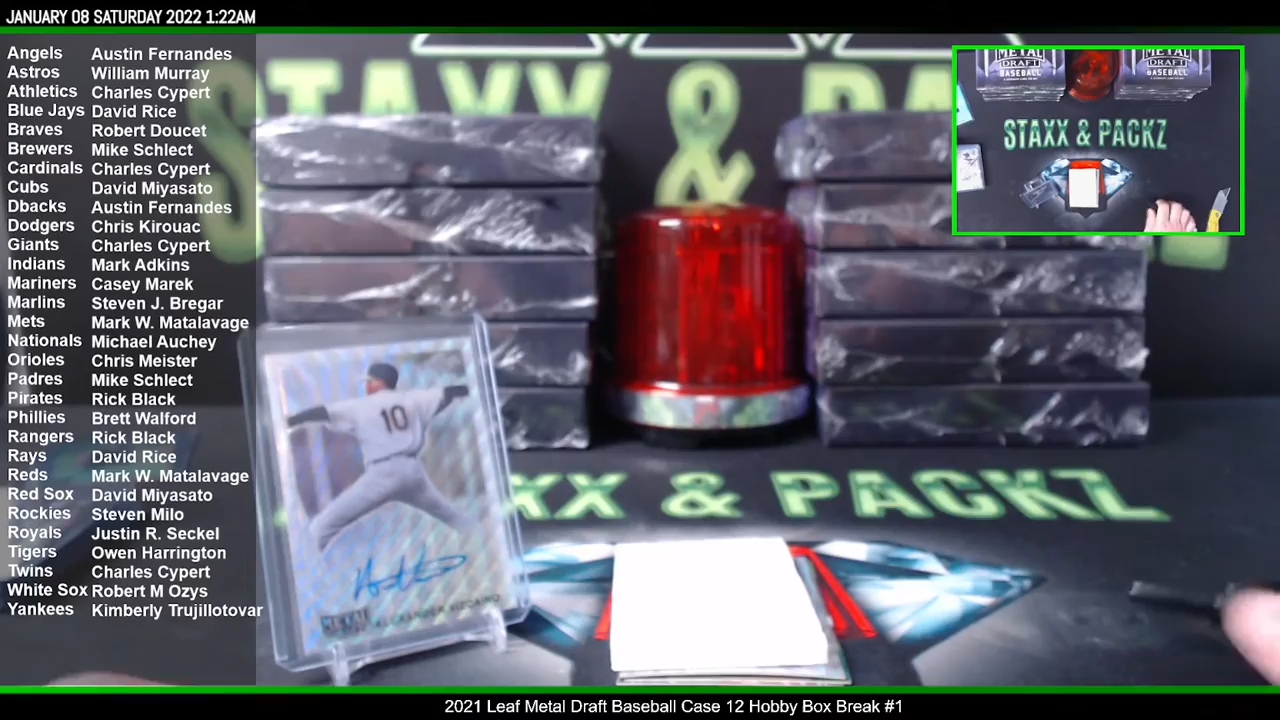 JANUARY 08 SATURDAY 2022 1:22AM
Angels Austin Fernandes
Astros William Murray
Athletics Charles Cypert
Blue Jays David Rice
Braves Robert Doucet
Brewers Mike Schlect
Cardinals Charles Cypert
Cubs David Miyasato
Dbacks Austin Fernandes
Dodgers Chris Kirouac
Giants Charles Cypert
Indians Mark Adkins
Mariners Casey Marek
Marlins Steven J. Bregar
Mets Mark W. Matalavage
Nationals Michael Auchey
Orioles Chris Meister
Padres Mike Schlect
Pirates Rick Black
Phillies Brett Walford
Rangers Rick Black
Rays David Rice
Reds Mark W. Matalavage
Red Sox David Miyasato
Rockies Steven Milo
Royals Justin R. Seckel
Tigers Owen Harrington
Twins Charles Cypert
White Sox Robert M Ozys
Yankees Kimberly Trujillotovar
STAXX & PA
METAL DRAFT BASEBALL
METAL DRAFT BASEBALL
STAXX & PACKZ
10
XX & PACKZ
METAL
2021 Leaf Metal Draft Baseball Case 12 Hobby Box Break #1